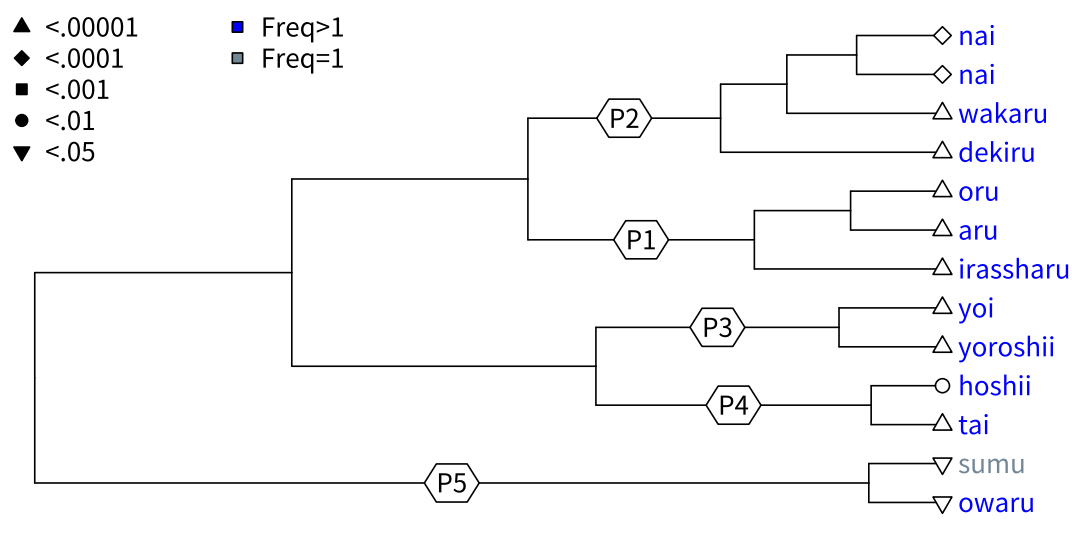 <.00001
<.0001
<.001
<.01
<.05
Freq>1
Freq=1
nai
nai
P2
wakaru
dekiru
oru
P1
aru
irassharu
yoi
P3
yoroshii
hoshii
P4
tai
sumu
P5
owaru